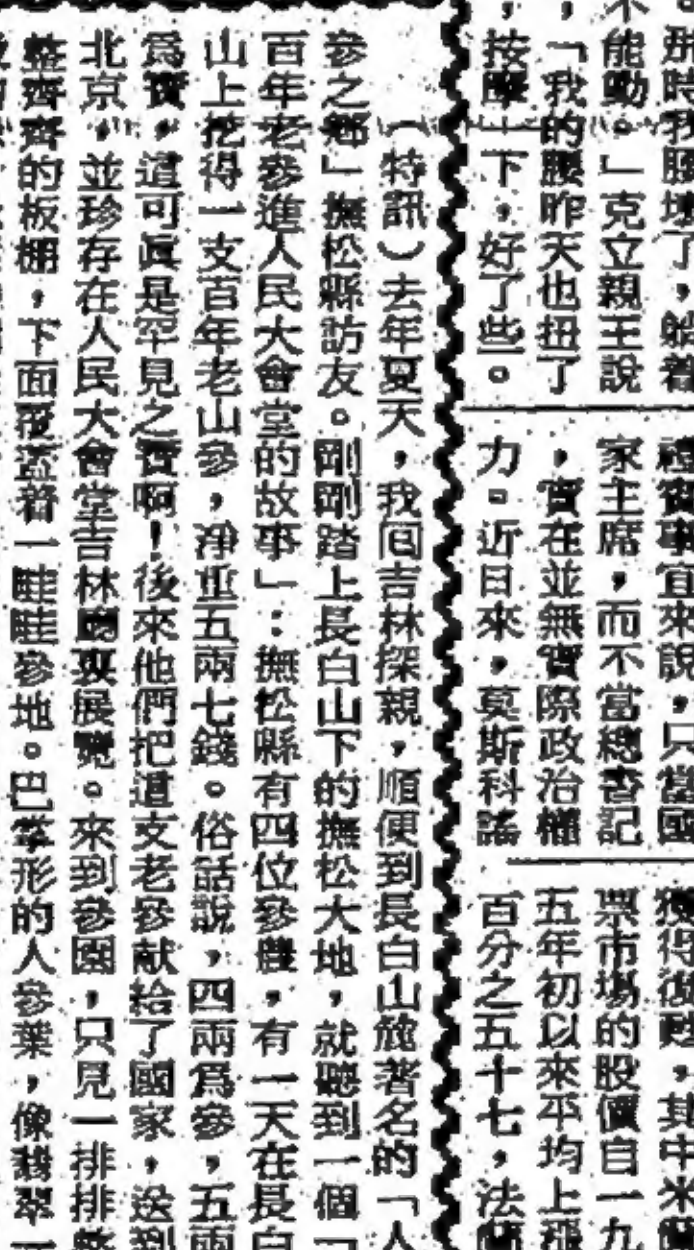 那時我腰壞了，躺着
不能動。」克立親王說
，「我的腰昨天也扭了
，按摩一下，好了些。
禮賓事宜來說，只當國
家主席，而不當總書記
，實在並無實際政治權
力。近日來，莫斯科謠
獲得復甦，其中米
票市場的股價自一九
五年初以來平均上漲
百分之五十七，法蘭
（特訊）去年夏天，我囘吉林探親，順便到長白山麓著名的「人
參之鄉」撫松縣訪友。剛剛踏上長白山下的撫松大地，就聽到一個「
百年老參進人民大會堂的故事」：撫松縣有四位參農，有一天在長白
山上挖得一支百年老山參，淨重五兩七錢。俗話說，四兩爲參，五兩
爲寶，這可眞是罕見之寶啊！後來他們把這支老參献給了國家，送到
北京，並珍存在人民大會堂吉林廳裏展覽。來到參園，只見一排排整
整齊齊的板棚，下面覆盖着一畦畦參地。巴掌形的人參葉，像翡翠一